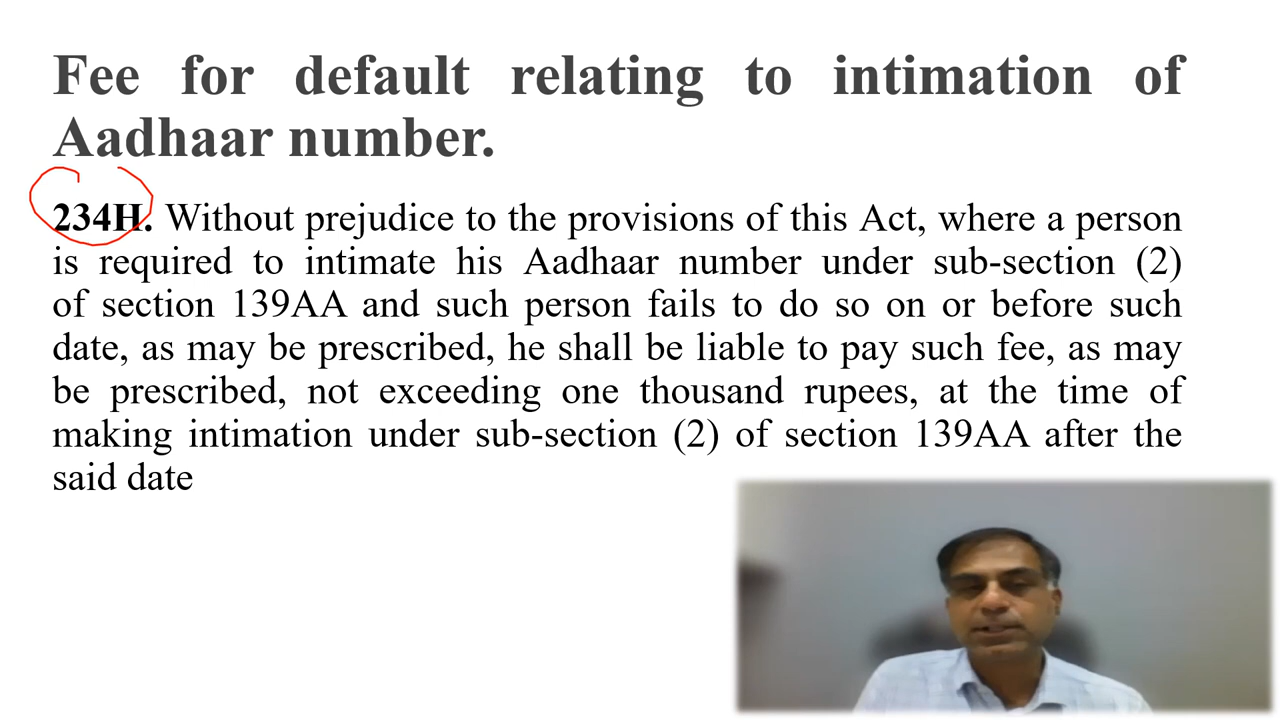 Fee for default relating to intimation of
Aadhaar number.
234H. Without prejudice to the provisions of this Act, where a person
is required to intimate his Aadhaar number under sub-section (2)
of section 139AA and such person fails to do so on or before such
date, as may be prescribed, he shall be liable to pay such fee, as may
be prescribed, not exceeding one thousand rupees, at the time of
making intimation under sub-section (2) of section 139AA after the
said date